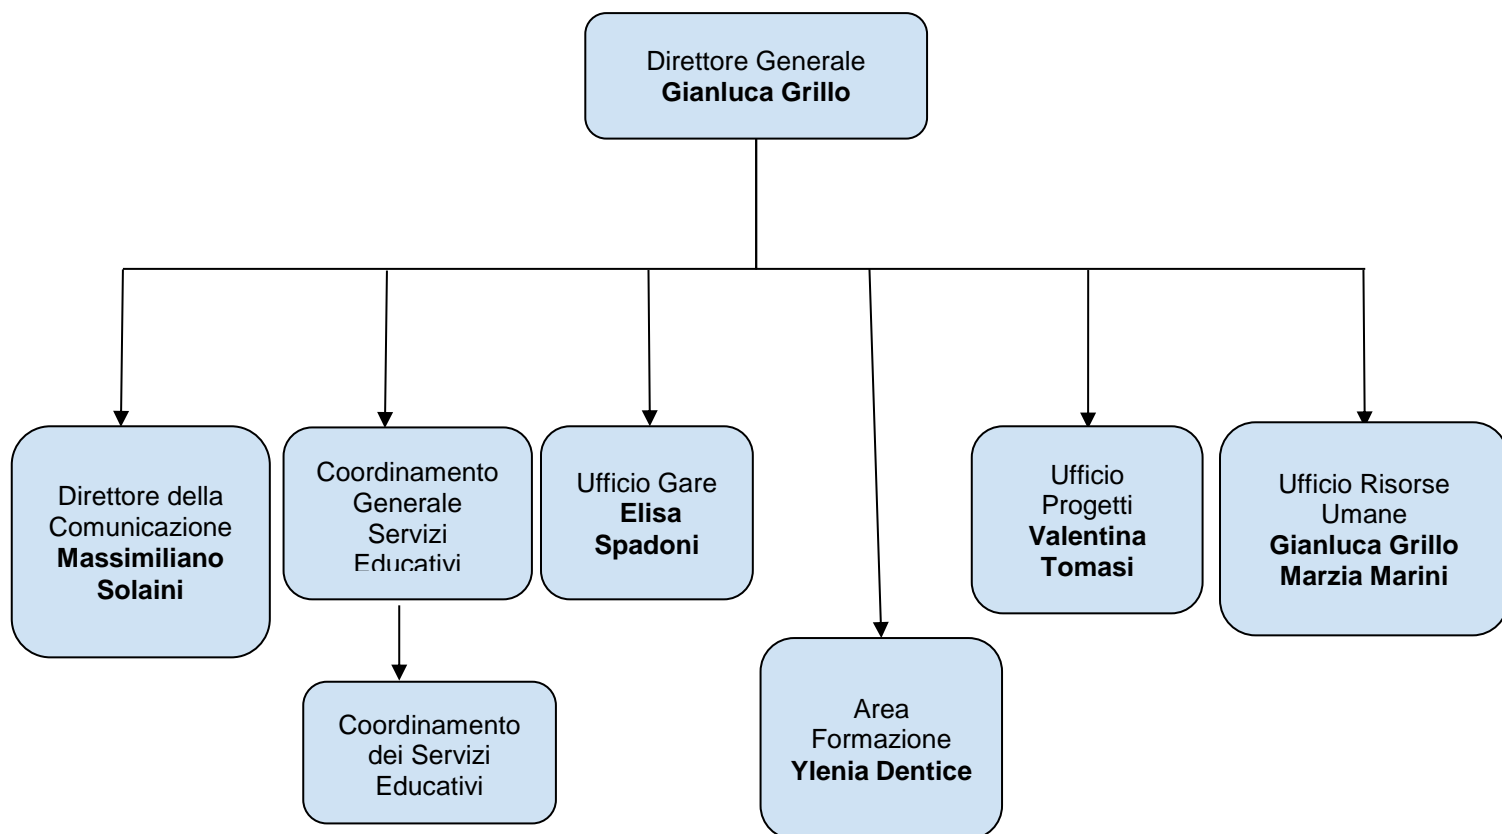 Direttore Generale
Gianluca Grillo
Direttore della
Comunicazione
Massimiliano
Solaini
Coordinamento
Generale
Servizi
Educativi
Ufficio Gare
Elisa
Spadoni
Ufficio
Progetti
Valentina
Tomasi
Ufficio Risorse
Umane
Gianluca Grillo
Marzia Marini
Coordinamento
dei Servizi
Educativi
Area
Formazione
Ylenia Dentice